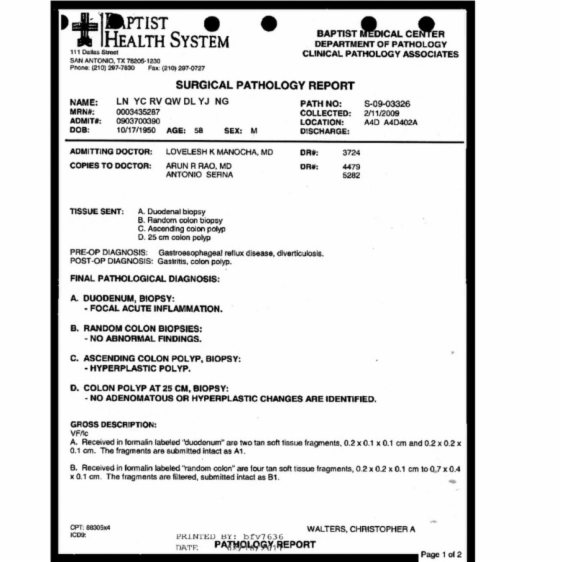 BAPTIST
HEALTH SYSTEM
111 Dallas Street
SAN ANTONIO, TX 78205-1230
Phone: (210) 297-7630 Fax: (210) 297-0727
BAPTIST MEDICAL CENTER
DEPARTMENT OF PATHOLOGY
CLINICAL PATHOLOGY ASSOCIATES
SURGICAL PATHOLOGY REPORT
NAME: LN YC RV QW DL YJ NG
MRN#: 0003435287
ADMIT#: 0903700390
DOB: 10/17/1950 AGE: 58 SEX: M
PATH NO: S-09-03326
COLLECTED: 2/11/2009
LOCATION: A4D A4D402A
DISCHARGE:
ADMITTING DOCTOR: LOVELESH K MANOCHA, MD DR#: 3724
COPIES TO DOCTOR: ARUN R RAO, MD DR#: 4479
ANTONIO SERNA 5282
TISSUE SENT: A. Duodenal biopsy
B. Random colon biopsy
C. Ascending colon polyp
D. 25 cm colon polyp
PRE-OP DIAGNOSIS: Gastroesophageal reflux disease, diverticulosis.
POST-OP DIAGNOSIS: Gastritis, colon polyp.
FINAL PATHOLOGICAL DIAGNOSIS:
A. DUODENUM, BIOPSY:
- FOCAL ACUTE INFLAMMATION.
B. RANDOM COLON BIOPSIES:
- NO ABNORMAL FINDINGS.
C. ASCENDING COLON POLYP, BIOPSY:
- HYPERPLASTIC POLYP.
D. COLON POLYP AT 25 CM, BIOPSY:
- NO ADENOMATOUS OR HYPERPLASTIC CHANGES ARE IDENTIFIED.
GROSS DESCRIPTION:
VF/lc
A. Received in formalin labeled "duodenum" are two tan soft tissue fragments, 0.2 x 0.1 x 0.1 cm and 0.2 x 0.2 x
0.1 cm. The fragments are submitted intact as A1.
B. Received in formalin labeled "random colon" are four tan soft tissue fragments, 0.2 x 0.2 x 0.1 cm to 0.7 x 0.4
x 0.1 cm. The fragments are filtered, submitted intact as B1.
CPT: 88305x4
ICD9:
WALTERS, CHRISTOPHER A
PRINTED BY: bfv7636
DATE
PATHOLOGY REPORT
Page 1 of 2